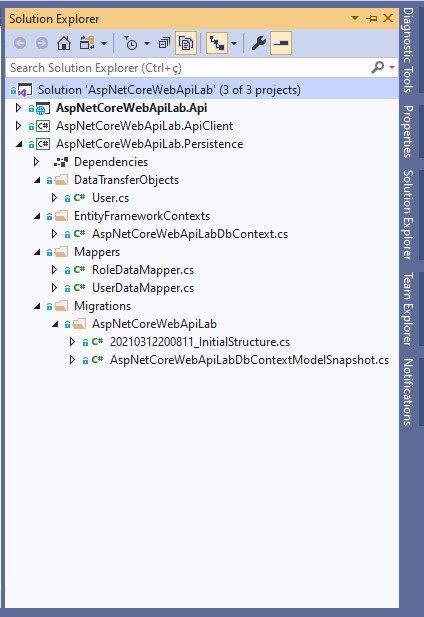 Solution Explorer
Search Solution Explorer (Ctrl+ç)
Solution 'AspNetCoreWebApiLab' (3 of 3 projects)
AspNetCoreWebApiLab.Api
C# AspNetCoreWebApiLab.ApiClient
C# AspNetCoreWebApiLab.Persistence
Dependencies
DataTransferObjects
C# User.cs
EntityFrameworkContexts
C# AspNetCoreWebApiLabDbContext.cs
Mappers
C# RoleDataMapper.cs
C# UserDataMapper.cs
Migrations
AspNetCoreWebApiLab
C# 20210312200811_InitialStructure.cs
C# AspNetCoreWebApiLabDbContextModelSnapshot.cs
Diagnostic Tools
Properties
Solution Explorer
Team Explorer
Notifications